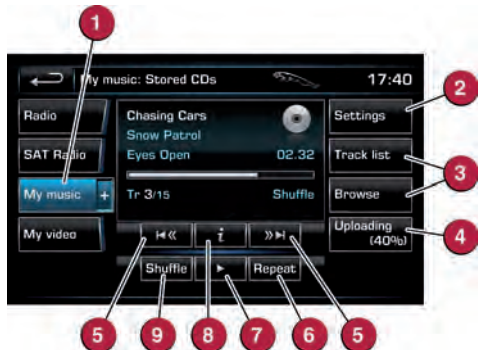 1
My music: Stored CDs
17:40
2
Radio
Chasing Cars
Settings
Snow Patrol
SAT Radio
Eyes Open
02.32
Track list
3
My music +
Tr 3/15
Shuffle
Browse
My video
i
Uploading
(40%)
4
Shuffle
Repeat
5
9
8
7
6
5